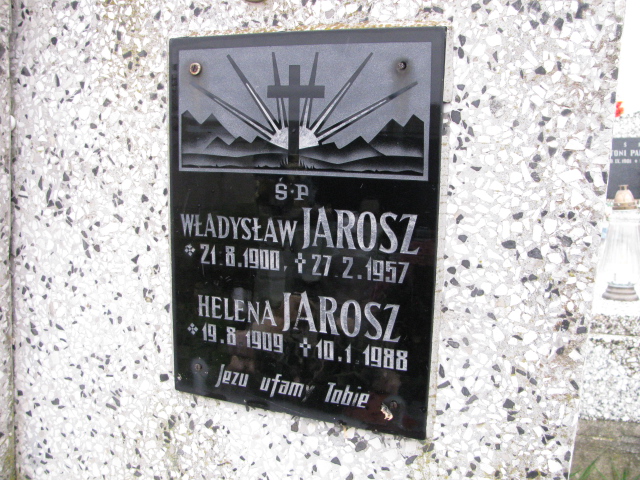 Ś·P
WŁADYSŁAW JAROSZ
* 21.8.1900, + 27.2.1957
HELENA JAROSZ
* 19.8.1909 + 10.1.1988
Jezu ufamy Tobie